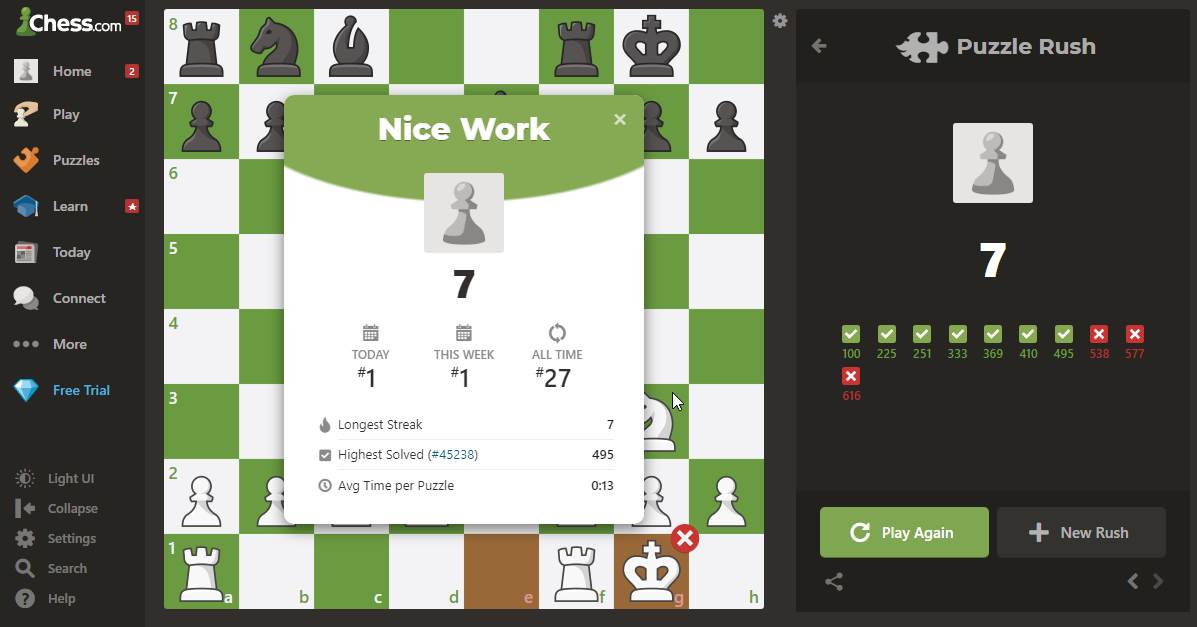 Chess.com 15
Home 2
Play
Puzzles
Learn
Today
Connect
More
Free Trial
Light UI
Collapse
Settings
Search
Help
8
7
6
5
4
3
2
1
a b c d e f g h
Nice Work ×
7
TODAY THIS WEEK ALL TIME
#1 #1 #27
Longest Streak 7
Highest Solved (#45238) 495
Avg Time per Puzzle 0:13
Puzzle Rush
7
100 225 251 333 369 410 495 538 577
616
Play Again
New Rush